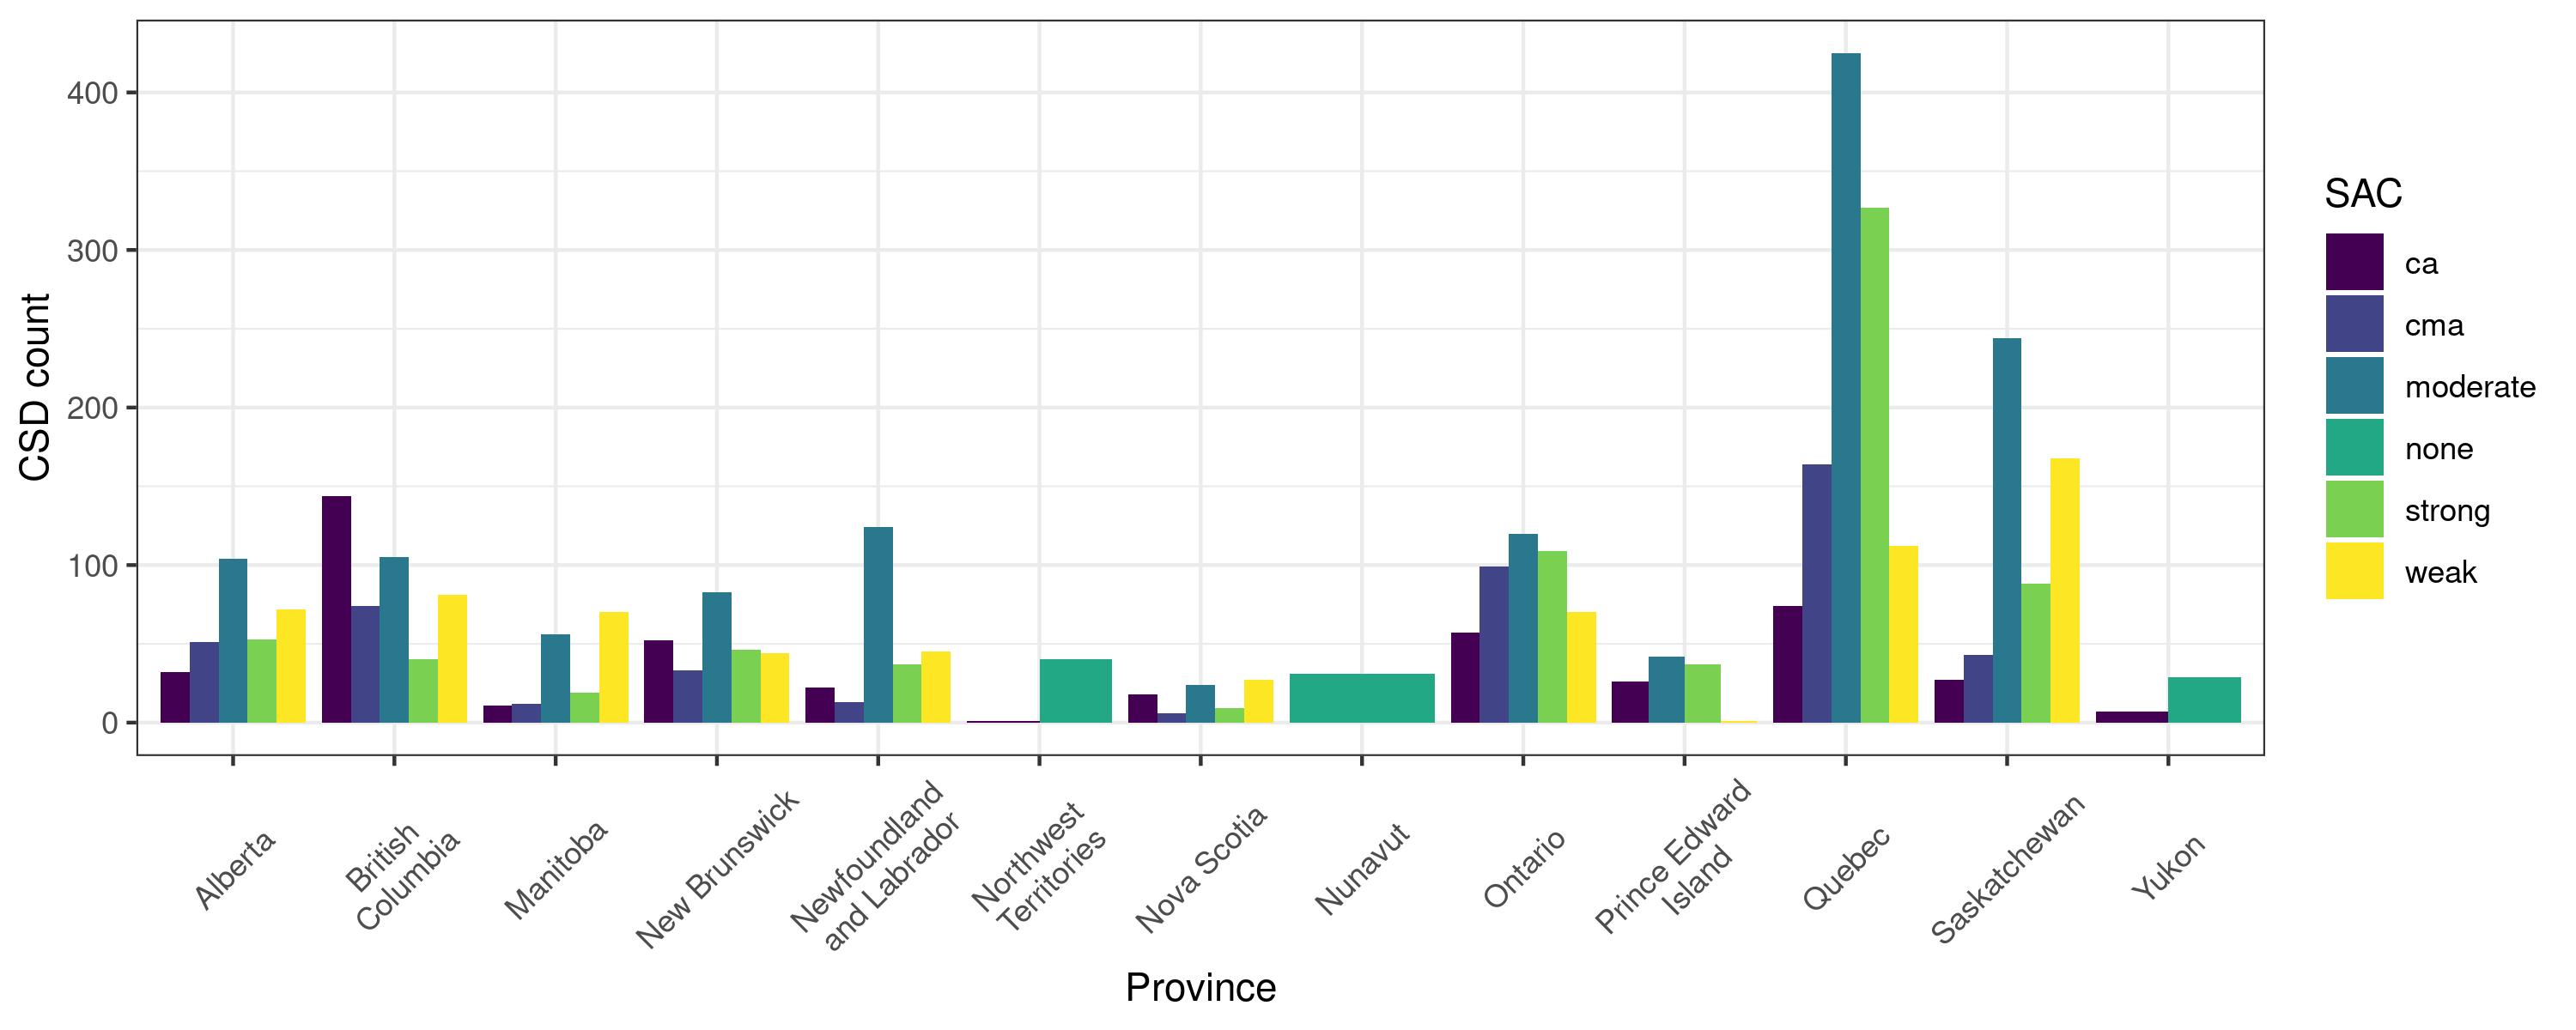 CSD count
400
300
200
100
0
Alberta
British
Columbia
Manitoba
New Brunswick
Newfoundland
and Labrador
Northwest
Territories
Nova Scotia
Nunavut
Ontario
Prince Edward
Island
Quebec
Saskatchewan
Yukon
Province
SAC
ca
cma
moderate
none
strong
weak